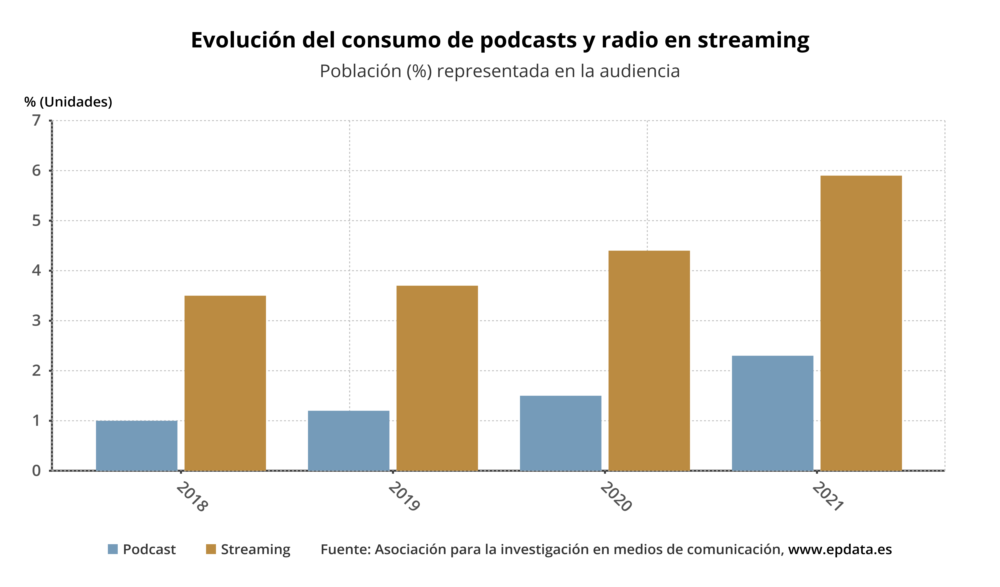 Evolución del consumo de podcasts y radio en streaming
Población (%) representada en la audiencia
% (Unidades)
7
6
5
4
3
2
1
0
2018
2019
2020
2021
Podcast
Streaming
Fuente: Asociación para la investigación en medios de comunicación, www.epdata.es